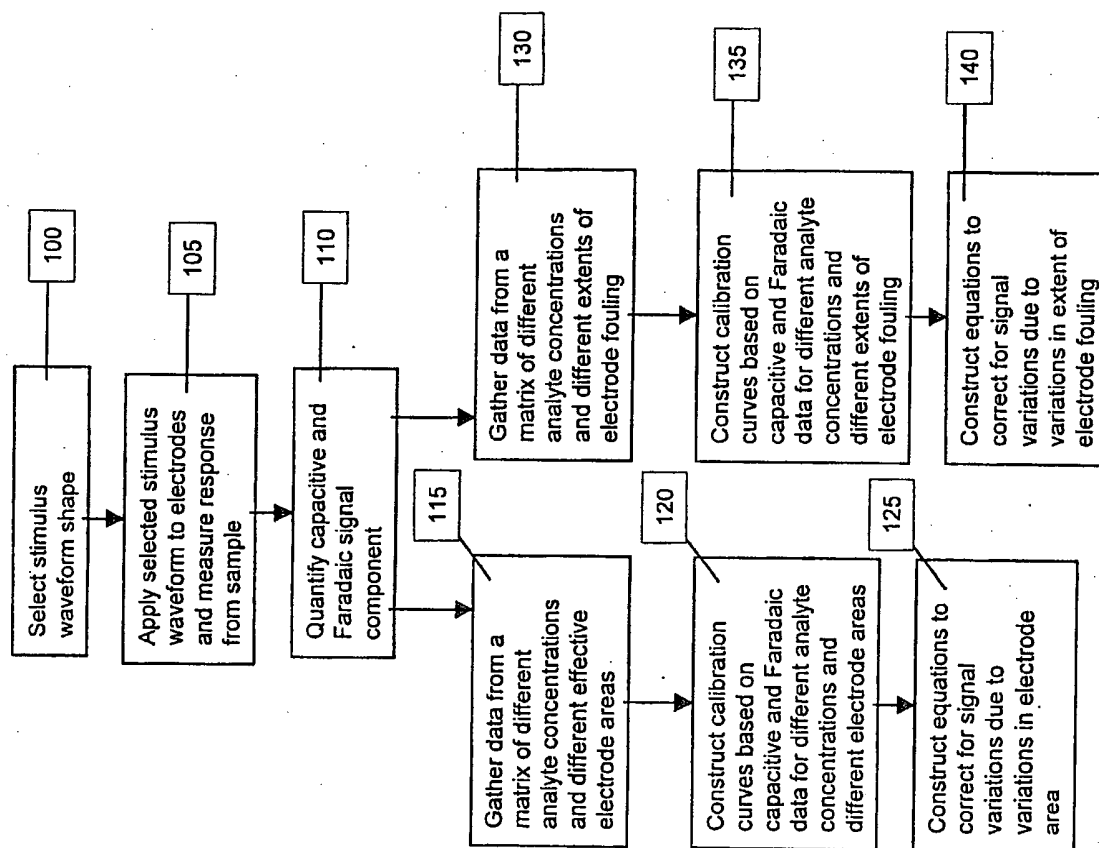 100
Select stimulus
waveform shape
105
Apply selected stimulus
waveform to electrodes
and measure response
from sample
110
Quantify capacitive and
Faradaic signal
component
115
Gather data from a
matrix of different
analyte concentrations
and different effective
electrode areas
120
Construct calibration
curves based on
capacitive and Faradaic
data for different analyte
concentrations and
different electrode areas
125
Construct equations to
correct for signal
variations due to
variations in electrode
area
130
Gather data from a
matrix of different
analyte concentrations
and different extents of
electrode fouling
135
Construct calibration
curves based on
capacitive and Faradaic
data for different analyte
concentrations and
different extents of
electrode fouling
140
Construct equations to
correct for signal
variations due to
variations in extent of
electrode fouling